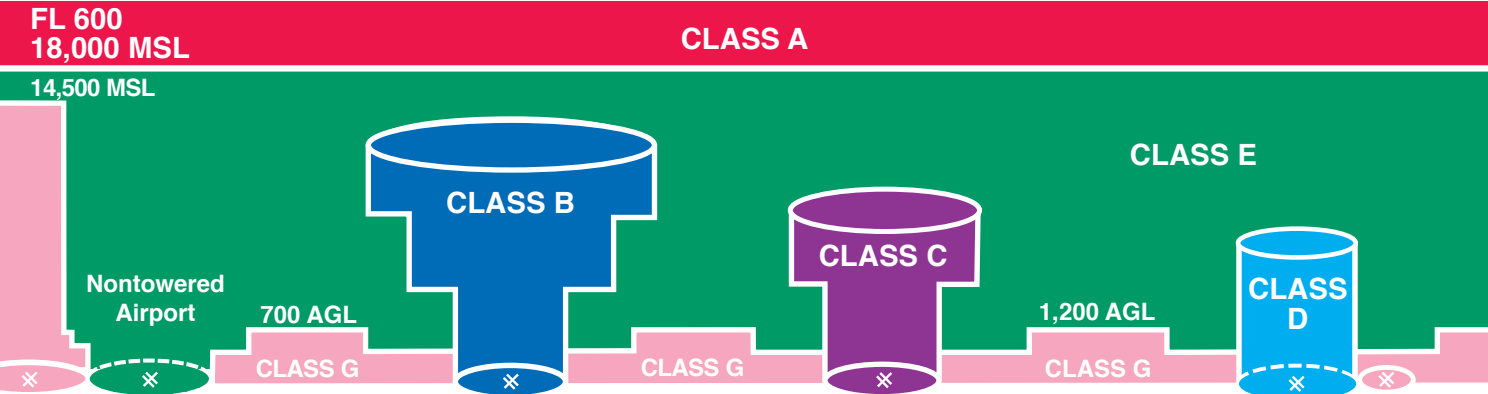 FL 600
18,000 MSL
CLASS A
14,500 MSL
CLASS E
CLASS B
CLASS C
Nontowered
Airport
CLASS
D
700 AGL
1,200 AGL
CLASS G
CLASS G
CLASS G